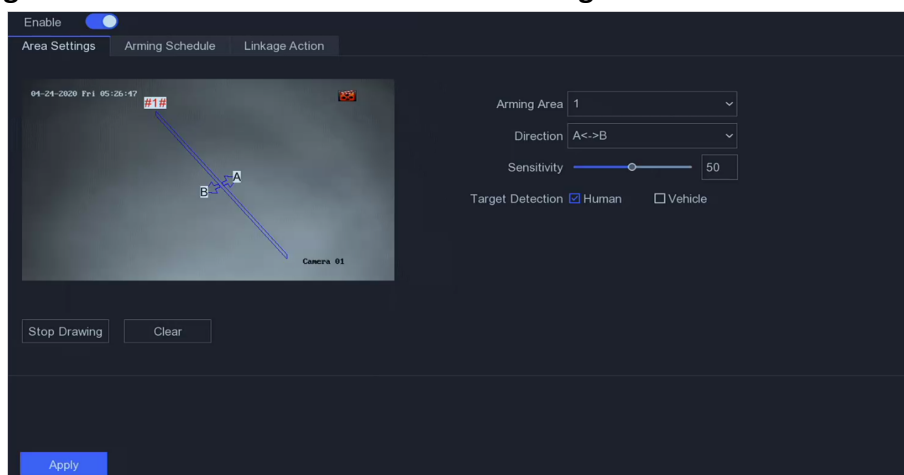 Enable
Area Settings Arming Schedule Linkage Action
04-24-2020 Fri 05:26:47
#1#
A
B
Camera 01
Arming Area 1
Direction A<->B
Sensitivity 50
Target Detection Human Vehicle
Stop Drawing Clear
Apply